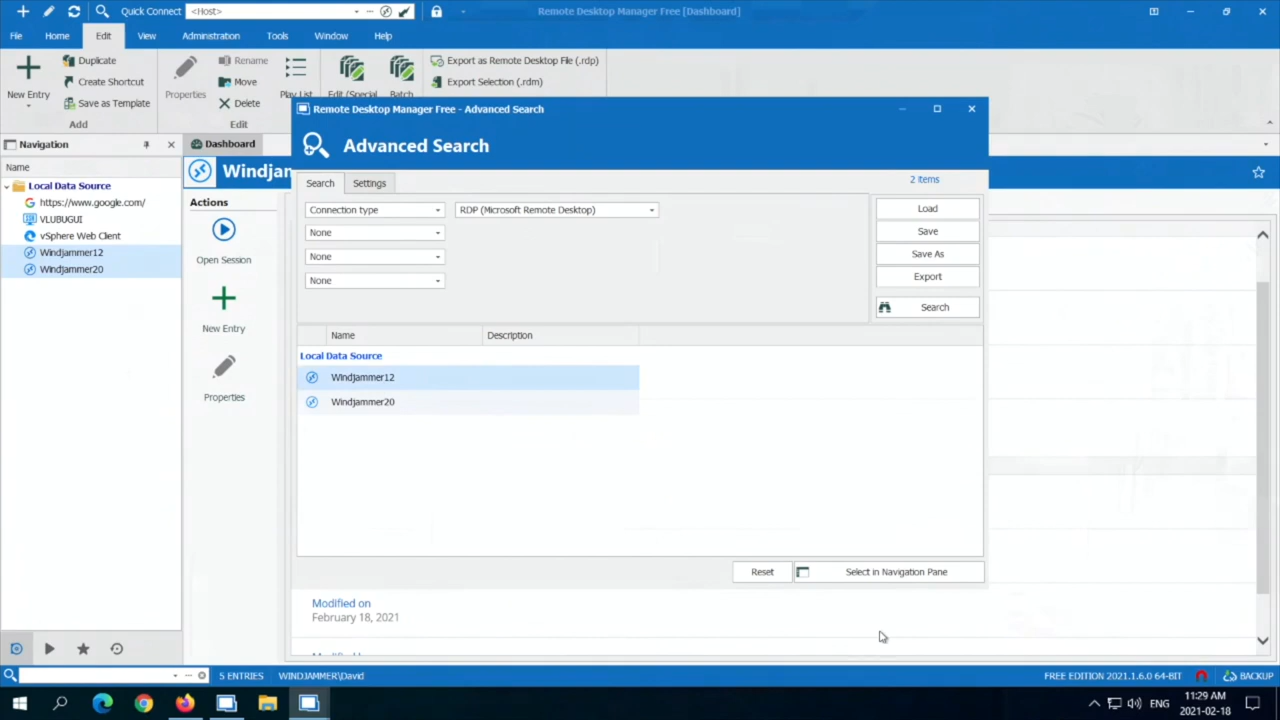 Quick Connect <Host> Remote Desktop Manager Free [Dashboard]
File Home Edit View Administration Tools Window Help
New Entry
Duplicate
Create Shortcut
Save as Template
Add
Properties
Rename
Move
Delete
Edit
Play List
Edit (Special
Batch
Export as Remote Desktop File (.rdp)
Export Selection (.rdm)
Navigation
Name
Local Data Source
https://www.google.com/
VLUBUGUI
vSphere Web Client
Windjammer12
Windjammer20
Dashboard
Windjam
Actions
Open Session
New Entry
Properties
Remote Desktop Manager Free - Advanced Search
Advanced Search
Search Settings
2 items
Connection type RDP (Microsoft Remote Desktop)
None
None
None
Load
Save
Save As
Export
Search
Name Description
Local Data Source
Windjammer12
Windjammer20
Reset Select in Navigation Pane
Modified on
February 18, 2021
5 ENTRIES WINDJAMMER\David FREE EDITION 2021.1.6.0 64-BIT BACKUP
ENG 11:29 AM
2021-02-18